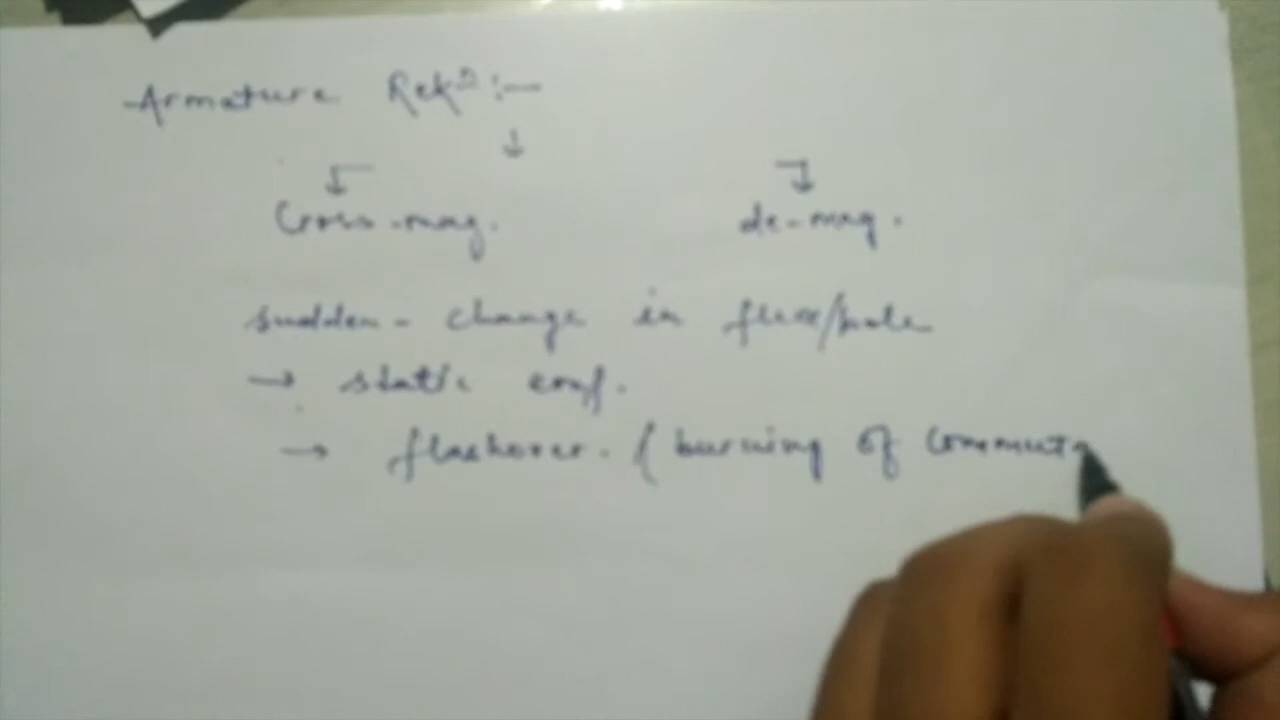 Armature Rekⁿ :-
Cross-mag. de-mag.
sudden - change in flux/pole
→ static emf.
→ flashover. ( burning of Commuta